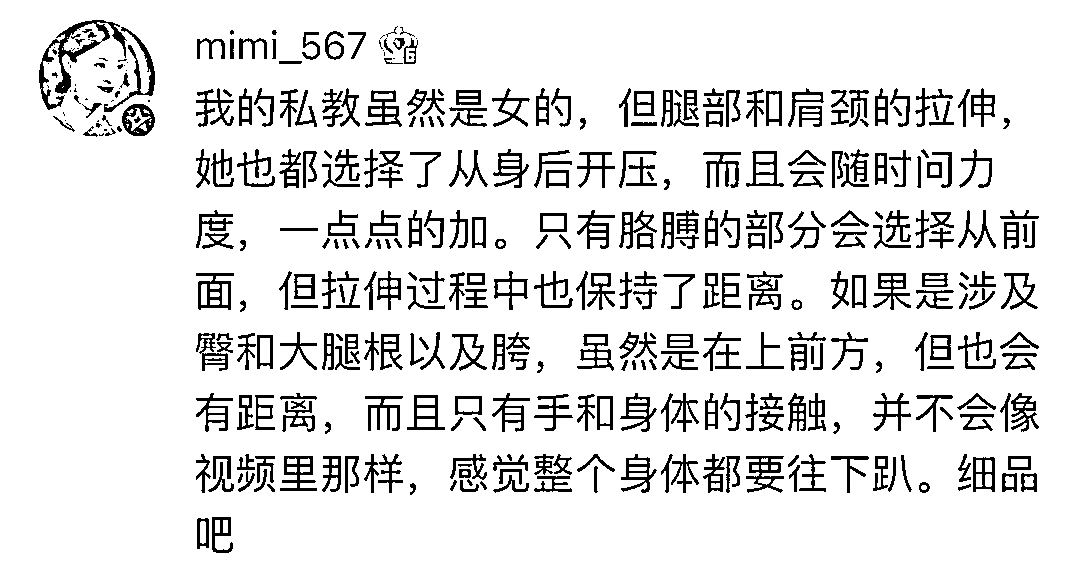 mimi_567
我的私教虽然是女的，但腿部和肩颈的拉伸，
她也都选择了从身后开压，而且会随时问力
度，一点点的加。只有胳膊的部分会选择从前
面，但拉伸过程中也保持了距离。如果是涉及
臀和大腿根以及胯，虽然是在上前方，但也会
有距离，而且只有手和身体的接触，并不会像
视频里那样，感觉整个身体都要往下趴。细品
吧